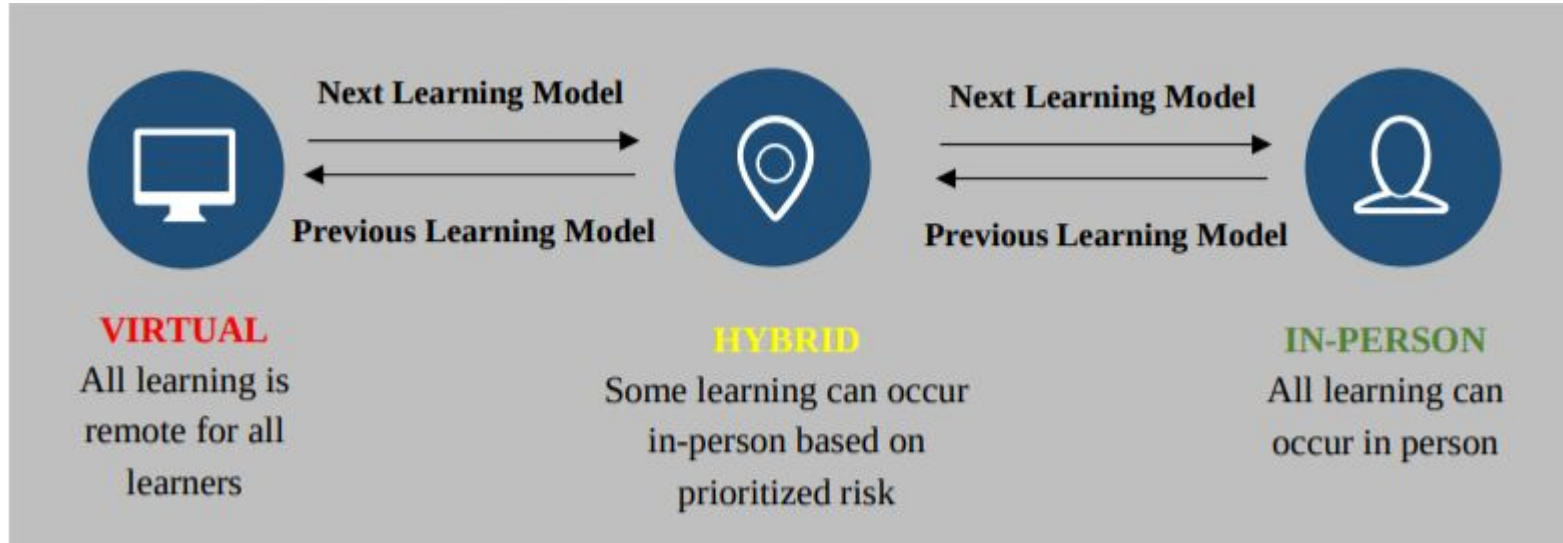 Next Learning Model
Previous Learning Model
Next Learning Model
Previous Learning Model
VIRTUAL
All learning is
remote for all
learners
HYBRID
Some learning can occur
in-person based on
prioritized risk
IN-PERSON
All learning can
occur in person